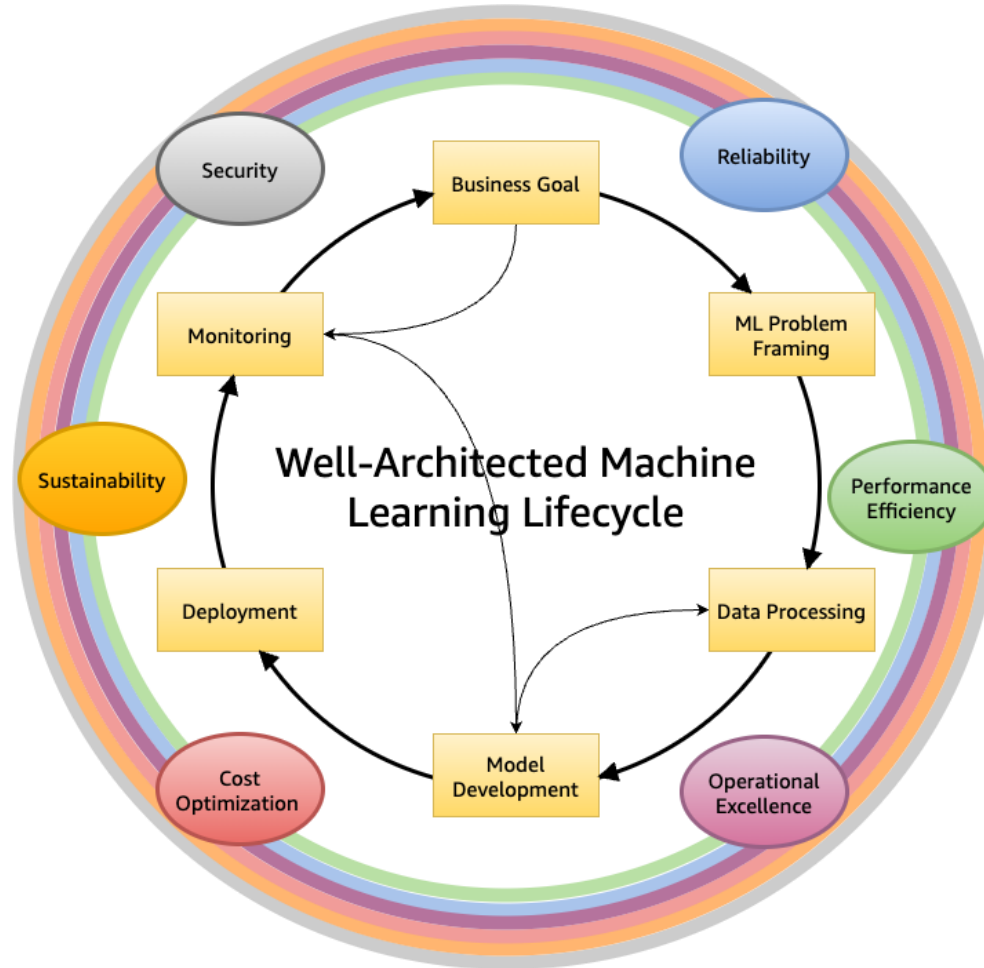 Security
Reliability
Business Goal
Monitoring
ML Problem
Framing
Well-Architected Machine
Learning Lifecycle
Sustainability
Performance
Efficiency
Deployment
Data Processing
Cost
Optimization
Model
Development
Operational
Excellence